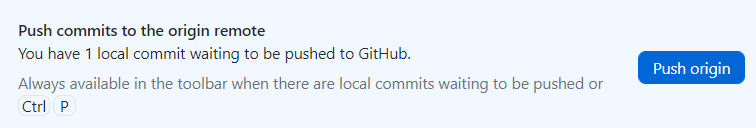 Push commits to the origin remote
You have 1 local commit waiting to be pushed to GitHub.
Always available in the toolbar when there are local commits waiting to be pushed or
Ctrl P
Push origin